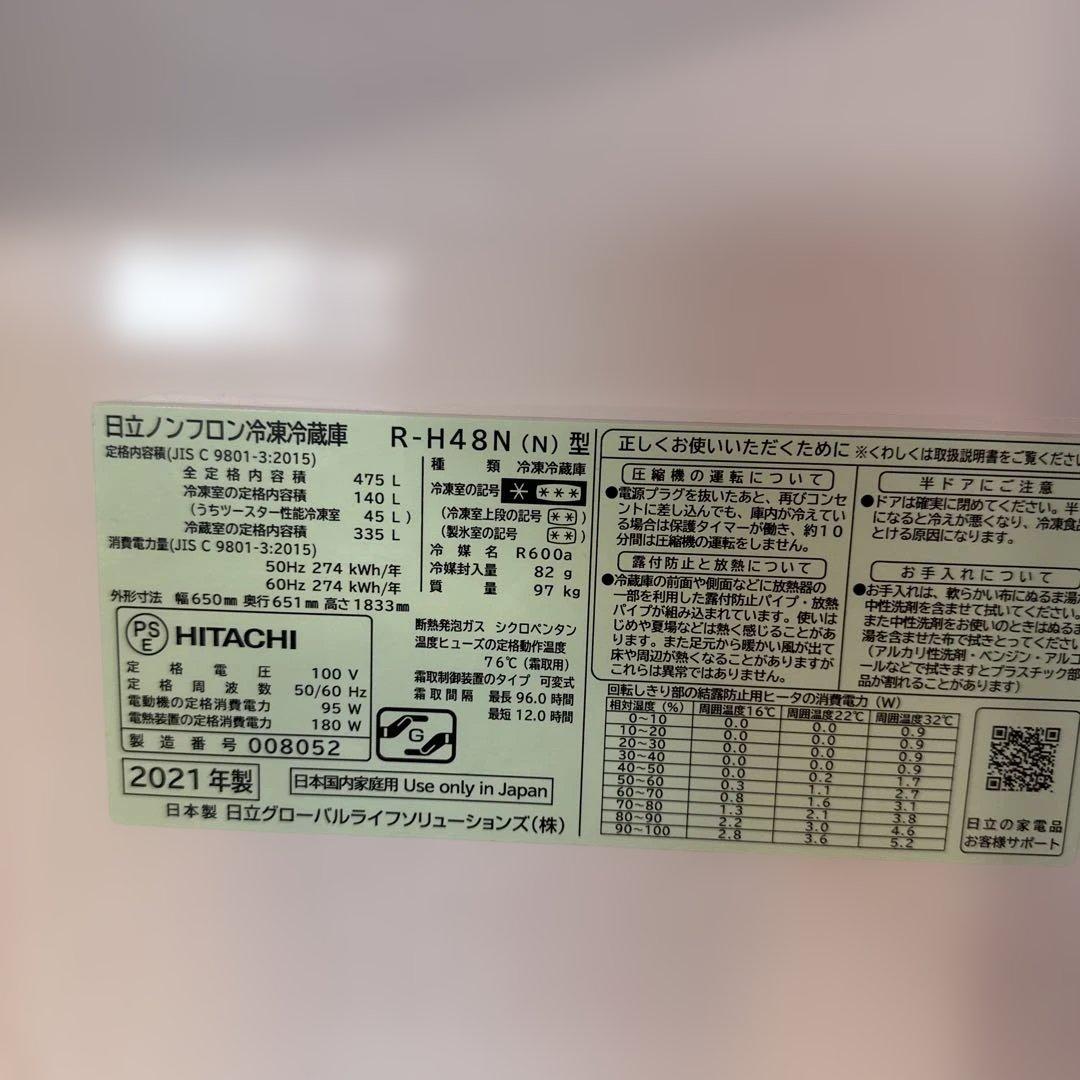 日立ノンフロン冷凍冷蔵庫 R-H48N(N)型
定格内容積(JIS C 9801-3:2015)
全定格内容積 475 L
冷凍室の定格内容積 140 L
(うちツースター性能冷凍室 45 L)
冷蔵室の定格内容積 335 L
消費電力量(JIS C 9801-3:2015)
50Hz 274 kWh/年
60Hz 274 kWh/年
外形寸法 幅650mm 奥行651mm 高さ1833mm
種類 冷凍冷蔵庫
冷凍室の記号 * ***
(冷凍室上段の記号 **)
(製氷室の記号 **)
冷媒名 R600a
冷媒封入量 82 g
質量 97 kg
PSE HITACHI
定格電圧 100 V
定格周波数 50/60 Hz
電動機の定格消費電力 95 W
電熱装置の定格消費電力 180 W
製造番号 008052
断熱発泡ガス シクロペンタン
温度ヒューズの定格動作温度
76℃(霜取用)
霜取制御装置のタイプ 可変式
霜取間隔 最長 96.0 時間
最短 12.0 時間
G
2021年製
日本国内家庭用 Use only in Japan
日本製 日立グローバルライフソリューションズ(株)
正しくお使いいただくために ※くわしくは取扱説明書をご覧くださ
圧縮機の運転について
●電源プラグを抜いたあと、再びコンセ
ントに差し込んでも、庫内が冷えてい
る場合は保護タイマーが働き、約10
分間は圧縮機の運転をしません。
露付防止と放熱について
●冷蔵庫の前面や側面などに放熱器の
一部を利用した露付防止パイプ・放熱
パイプが組み込まれています。使いは
じめや夏場などは熱く感じることがあ
ります。また足元から暖かい風が出て
床や周辺が熱くなることがありますが
これらは異常ではありません。
半ドアにご注意
●ドアは確実に閉めてください。半
になると冷えが悪くなり、冷凍食品
とける原因になります。
お手入れについて
●お手入れは、軟らかい布にぬるま湯か
中性洗剤を含ませて拭いてください。
また中性洗剤をお使いのときはぬるま
湯を含ませた布で拭きとってください
(アルカリ性洗剤・ベンジン・アルコ
ールなどで拭きますとプラスチック部
品が割れることがあります)
回転しきり部の結露防止用ヒータの消費電力(W)
相対湿度(%) 周囲温度16℃ 周囲温度22℃ 周囲温度32℃
0~10 0.0 0.0 0.9
10~20 0.0 0.0 0.9
20~30 0.0 0.0 0.9
30~40 0.0 0.0 0.9
40~50 0.0 0.2 1.7
50~60 0.3 1.1 2.7
60~70 0.8 1.6 3.1
70~80 1.3 2.1 3.8
80~90 2.2 3.0 4.6
90~100 2.8 3.6 5.2
日立の家電品
お客様サポート